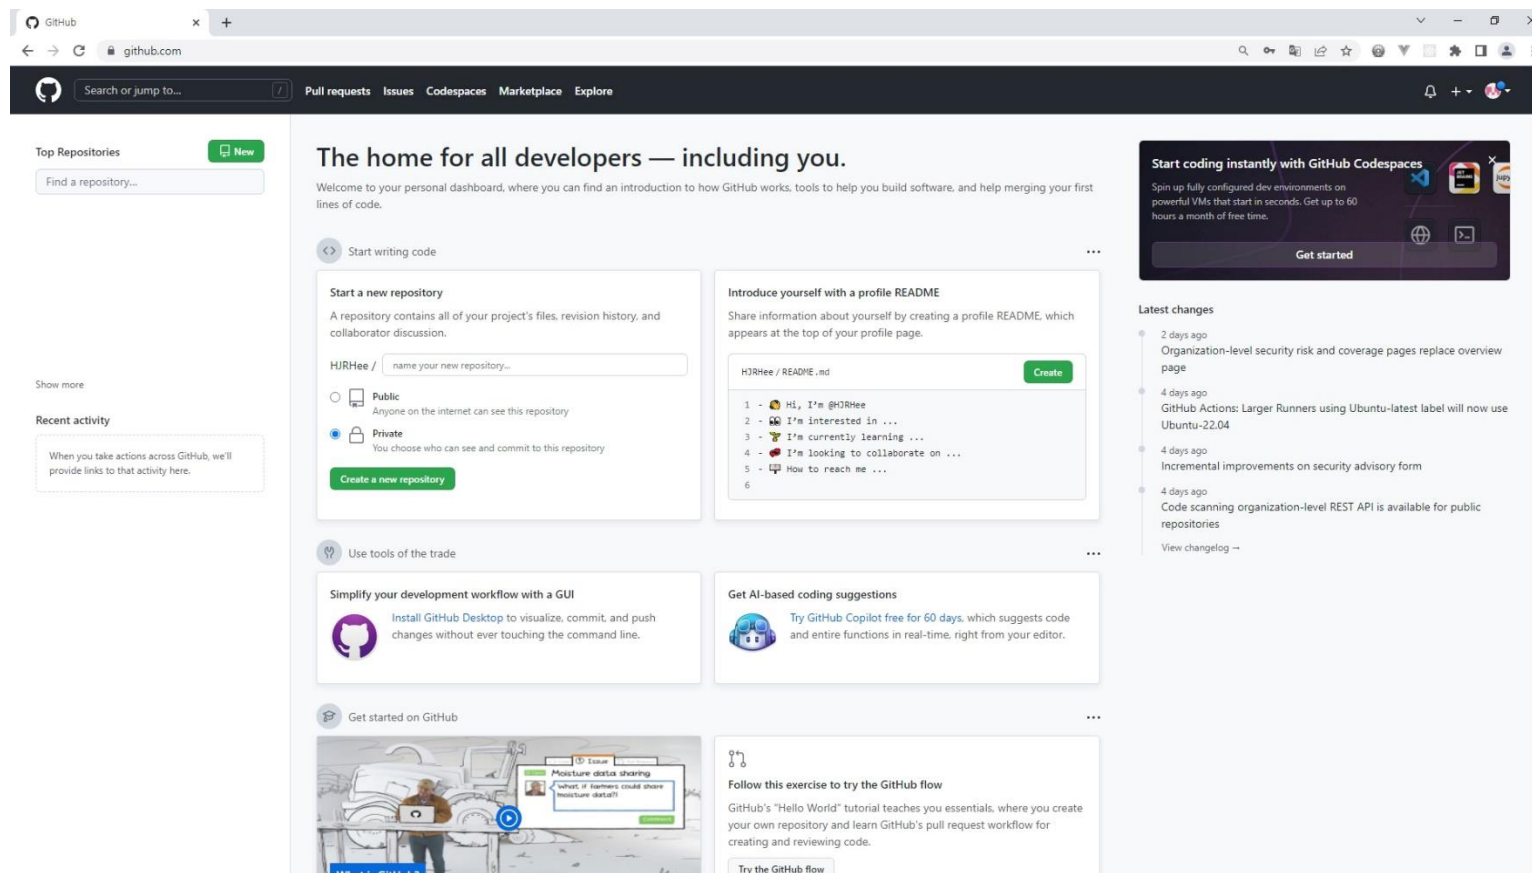 GitHub
github.com
Search or jump to...
/
Pull requests Issues Codespaces Marketplace Explore
Top Repositories
New
Find a repository...
Show more
Recent activity
When you take actions across GitHub, we'll
provide links to that activity here.
The home for all developers — including you.
Welcome to your personal dashboard, where you can find an introduction to how GitHub works, tools to help you build software, and help merging your first
lines of code.
Start writing code
Start a new repository
A repository contains all of your project's files, revision history, and
collaborator discussion.
HJRHee / name your new repository...
Public
Anyone on the internet can see this repository
Private
You choose who can see and commit to this repository
Create a new repository
Introduce yourself with a profile README
Share information about yourself by creating a profile README, which
appears at the top of your profile page.
HJRHee / README.md
Create
1 - 👋 Hi, I'm @HJRHee
2 - 👀 I'm interested in ...
3 - 🌱 I'm currently learning ...
4 - 💞️ I'm looking to collaborate on ...
5 - 📫 How to reach me ...
6
Use tools of the trade
Simplify your development workflow with a GUI
Install GitHub Desktop to visualize, commit, and push
changes without ever touching the command line.
Get AI-based coding suggestions
Try GitHub Copilot free for 60 days, which suggests code
and entire functions in real-time, right from your editor.
Get started on GitHub
Issue
Moisture data sharing
What if farmers could share
moisture data?!
Comment
What is GitHub?
Follow this exercise to try the GitHub flow
GitHub's "Hello World" tutorial teaches you essentials, where you create
your own repository and learn GitHub's pull request workflow for
creating and reviewing code.
Try the GitHub flow
Start coding instantly with GitHub Codespaces
Spin up fully configured dev environments on
powerful VMs that start in seconds. Get up to 60
hours a month of free time.
Get started
Latest changes
2 days ago
Organization-level security risk and coverage pages replace overview
page
4 days ago
GitHub Actions: Larger Runners using Ubuntu-latest label will now use
Ubuntu-22.04
4 days ago
Incremental improvements on security advisory form
4 days ago
Code scanning organization-level REST API is available for public
repositories
View changelog →